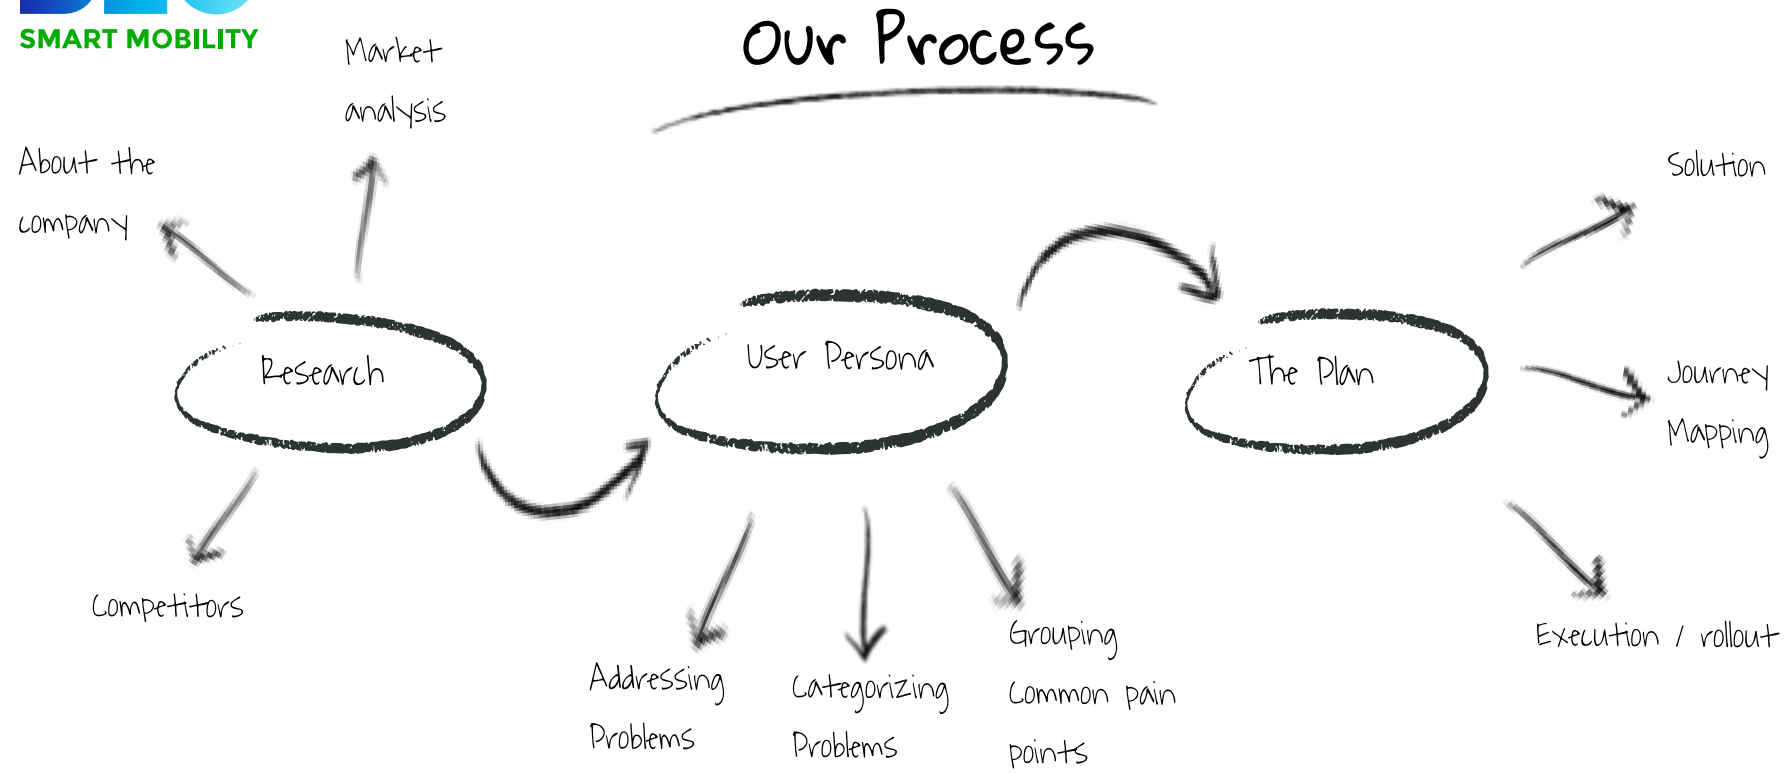 SMART MOBILITY
Our Process
Market
analysis
About the
company
Research
Competitors
User Persona
Addressing
Problems
Categorizing
Problems
Grouping
Common pain
points
The Plan
Solution
Journey
Mapping
Execution / rollout